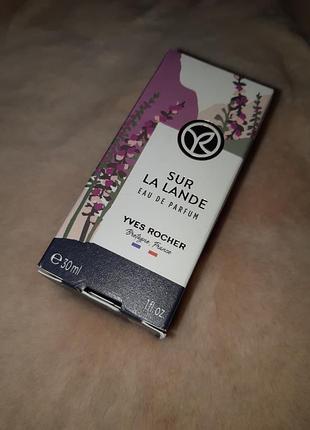 SUR
LA LANDE
EAU DE PARFUM
YVES ROCHER
Bretagne, France
e 30 ml
1 fl oz.